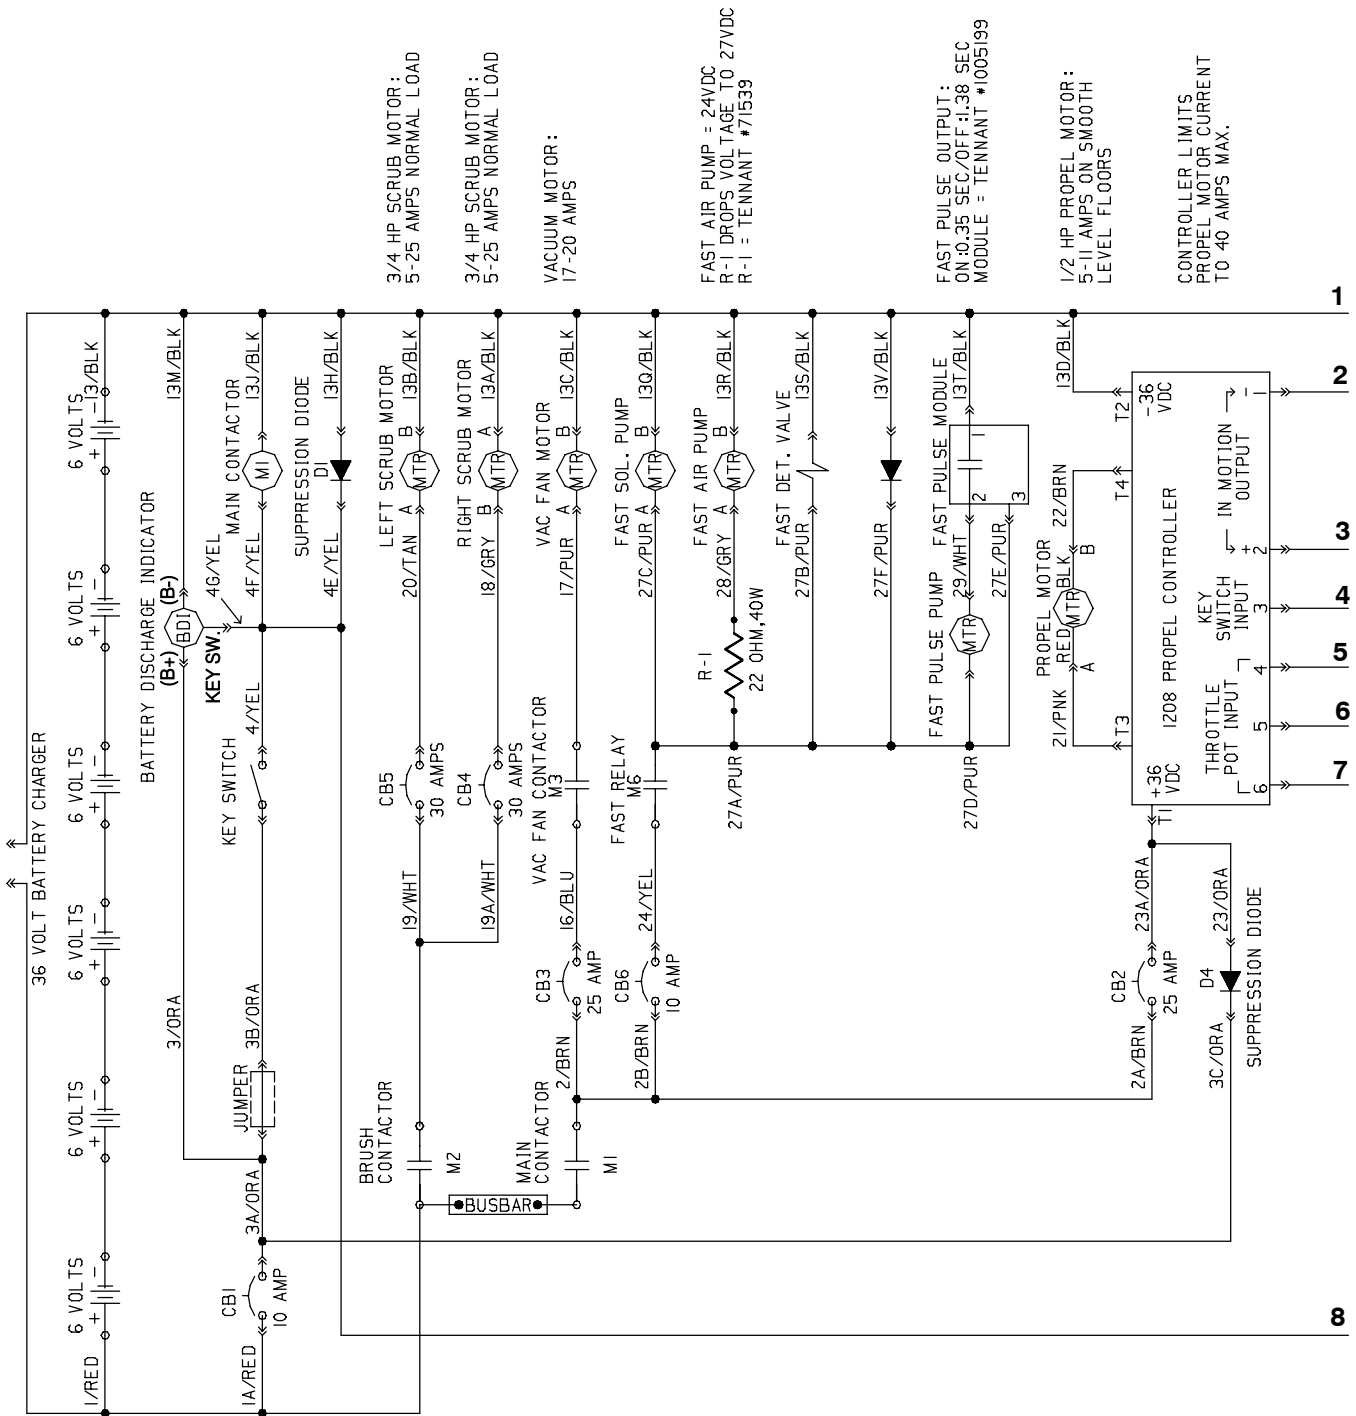 36 VOLT BATTERY CHARGER
1/RED
6 VOLTS
+ -
6 VOLTS
+ -
6 VOLTS
+ -
6 VOLTS
+ -
6 VOLTS
+ -
6 VOLTS
+ -
13/BLK
3/ORA
BATTERY DISCHARGE INDICATOR
(B+)
BDI
(B-)
13M/BLK
KEY SW.
4G/YEL
1A/RED
CB1
10 AMP
3A/ORA
JUMPER
3B/ORA
KEY SWITCH
4/YEL
4F/YEL
MAIN CONTACTOR
M1
13J/BLK
4E/YEL
SUPPRESSION DIODE
D1
13H/BLK
BRUSH
CONTACTOR
M2
19/WHT
CB5
30 AMPS
20/TAN
LEFT SCRUB MOTOR
A
MTR
B
13B/BLK
3/4 HP SCRUB MOTOR:
5-25 AMPS NORMAL LOAD
BUSBAR
19A/WHT
CB4
30 AMPS
18/GRY
RIGHT SCRUB MOTOR
B
MTR
A
13A/BLK
3/4 HP SCRUB MOTOR:
5-25 AMPS NORMAL LOAD
MAIN
CONTACTOR
M1
2/BRN
CB3
25 AMP
16/BLU
VAC FAN CONTACTOR
M3
17/PUR
VAC FAN MOTOR
A
MTR
B
13C/BLK
VACUUM MOTOR:
17-20 AMPS
2B/BRN
CB6
10 AMP
24/YEL
FAST RELAY
M6
27C/PUR
FAST SOL. PUMP
A
MTR
B
13Q/BLK
27A/PUR
R-1
22 OHM,40W
28/GRY
FAST AIR PUMP
A
MTR
B
13R/BLK
FAST AIR PUMP = 24VDC
R-1 DROPS VOLTAGE TO 27VDC
R-1 = TENNANT #71539
27B/PUR
FAST DET. VALVE
13S/BLK
27F/PUR
13V/BLK
27D/PUR
FAST PULSE PUMP
MTR
29/WHT
27E/PUR
FAST PULSE MODULE
2
1
3
13T/BLK
FAST PULSE OUTPUT:
ON:0.35 SEC/OFF:1.38 SEC
MODULE = TENNANT #1005199
21/PNK
PROPEL MOTOR
A
RED
MTR
BLK
B
22/BRN
13D/BLK
1/2 HP PROPEL MOTOR:
5-11 AMPS ON SMOOTH
LEVEL FLOORS
2A/BRN
CB2
25 AMP
23A/ORA
T1
T3
T4
T2
+36
VDC
1208 PROPEL CONTROLLER
-36
VDC
CONTROLLER LIMITS
PROPEL MOTOR CURRENT
TO 40 AMPS MAX.
3C/ORA
D4
SUPPRESSION DIODE
23/ORA
THROTTLE
POT INPUT
KEY
SWITCH
INPUT
+ IN MOTION -
OUTPUT
6
5
4
3
2
1
1
2
3
4
5
6
7
8